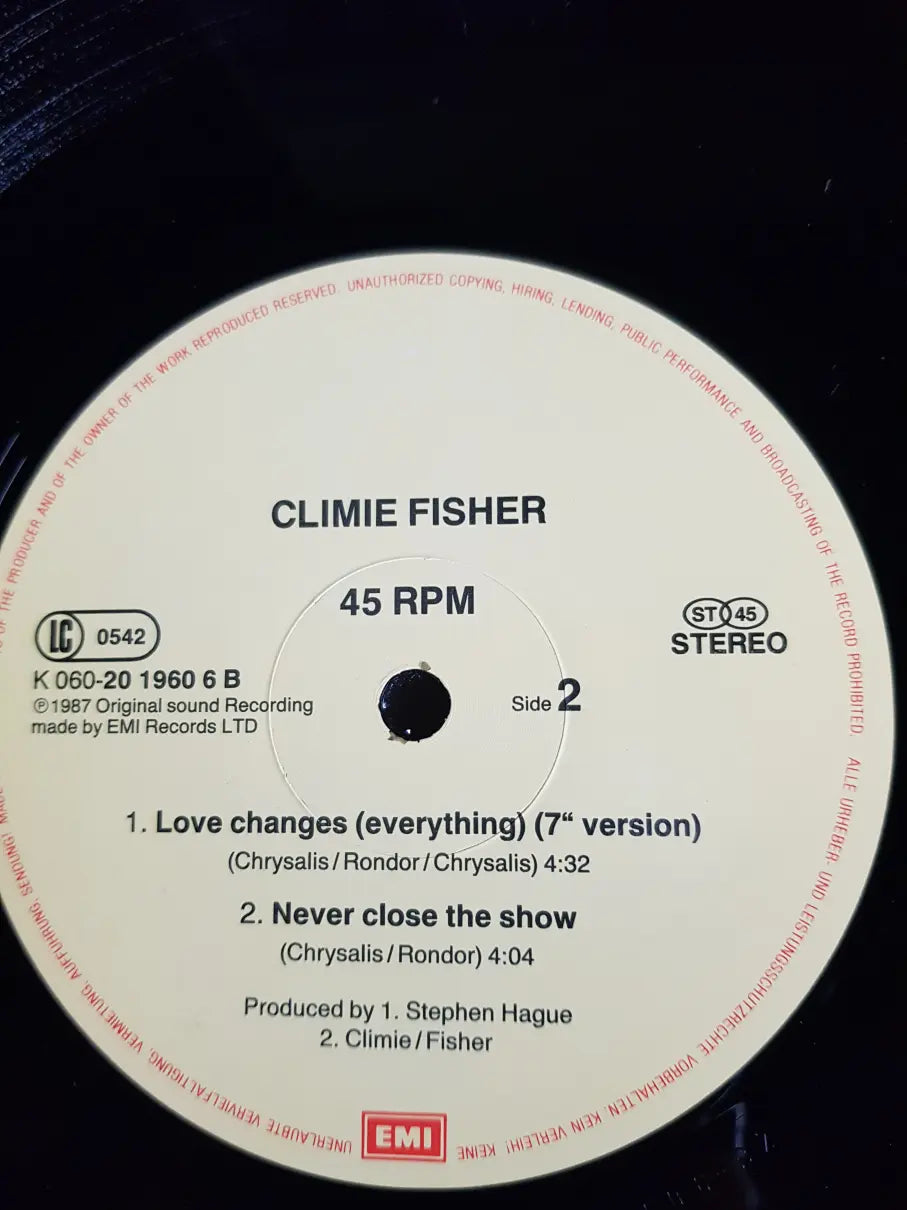 OF THE PRODUCER AND OF THE OWNER OF THE WORK REPRODUCED RESERVED. UNAUTHORIZED COPYING, HIRING, LENDING, PUBLIC PERFORMANCE AND BROADCASTING OF THE RECORD PROHIBITED.
CLIMIE FISHER
45 RPM
LC 0542
ST 45
STEREO
K 060-20 1960 6 B
℗1987 Original sound Recording
made by EMI Records LTD
Side 2
1. Love changes (everything) (7“ version)
(Chrysalis/Rondor/Chrysalis) 4:32
2. Never close the show
(Chrysalis/Rondor) 4:04
Produced by 1. Stephen Hague
2. Climie/Fisher
EMI
ALLE URHEBER- UND LEISTUNGSSCHUTZRECHTE VORBEHALTEN. KEIN VERLEIH! KEINE
UNERLAUBTE VERVIELFÄLTIGUNG, VERMIETUNG, AUFFÜHRUNG, SENDUNG! MADE